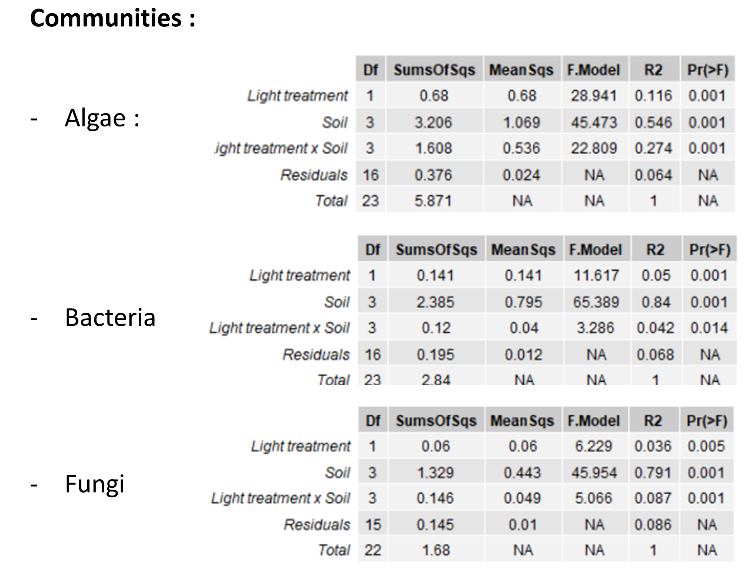 Communities :
Df SumsOfSqs MeanSqs F.Model R2 Pr(>F)
Light treatment 1 0.68 0.68 28.941 0.116 0.001
- Algae :
Soil 3 3.206 1.069 45.473 0.546 0.001
ight treatment x Soil 3 1.608 0.536 22.809 0.274 0.001
Residuals 16 0.376 0.024 NA 0.064 NA
Total 23 5.871 NA NA 1 NA
Df SumsOfSqs MeanSqs F.Model R2 Pr(>F)
Light treatment 1 0.141 0.141 11.617 0.05 0.001
Soil 3 2.385 0.795 65.389 0.84 0.001
- Bacteria
Light treatment x Soil 3 0.12 0.04 3.286 0.042 0.014
Residuals 16 0.195 0.012 NA 0.068 NA
Total 23 2.84 NA NA 1 NA
Df SumsOfSqs MeanSqs F.Model R2 Pr(>F)
Light treatment 1 0.06 0.06 6.229 0.036 0.005
Soil 3 1.329 0.443 45.954 0.791 0.001
- Fungi
Light treatment x Soil 3 0.146 0.049 5.066 0.087 0.001
Residuals 15 0.145 0.01 NA 0.086 NA
Total 22 1.68 NA NA 1 NA